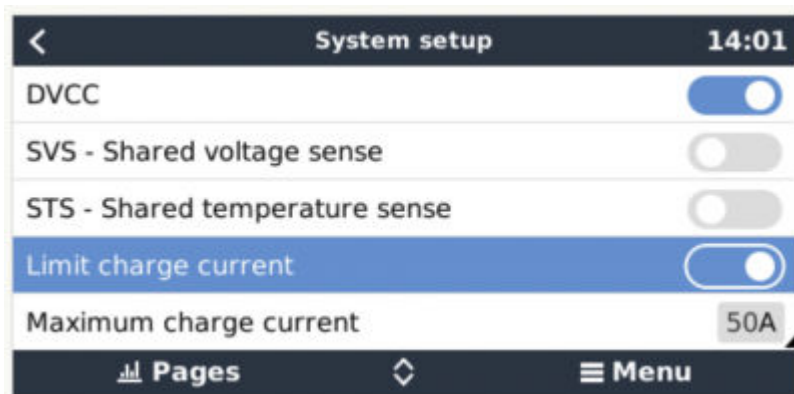 System setup 14:01
DVCC
SVS - Shared voltage sense
STS - Shared temperature sense
Limit charge current
Maximum charge current 50A
Pages Menu